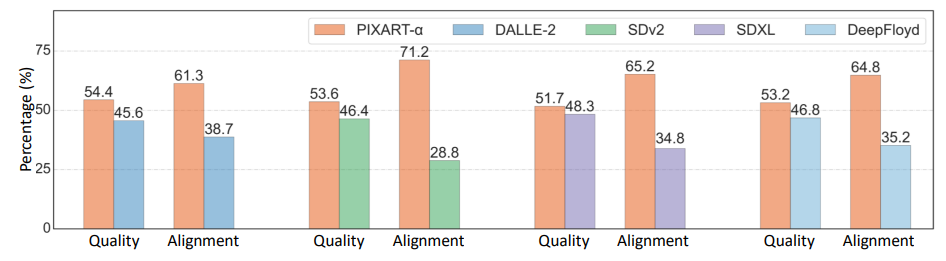 PIXART-α DALLE-2 SDv2 SDXL DeepFloyd
Percentage (%)
75
50
25
0
54.4 45.6 61.3 38.7
53.6 46.4 71.2 28.8
51.7 48.3 65.2 34.8
53.2 46.8 64.8 35.2
Quality Alignment Quality Alignment Quality Alignment Quality Alignment